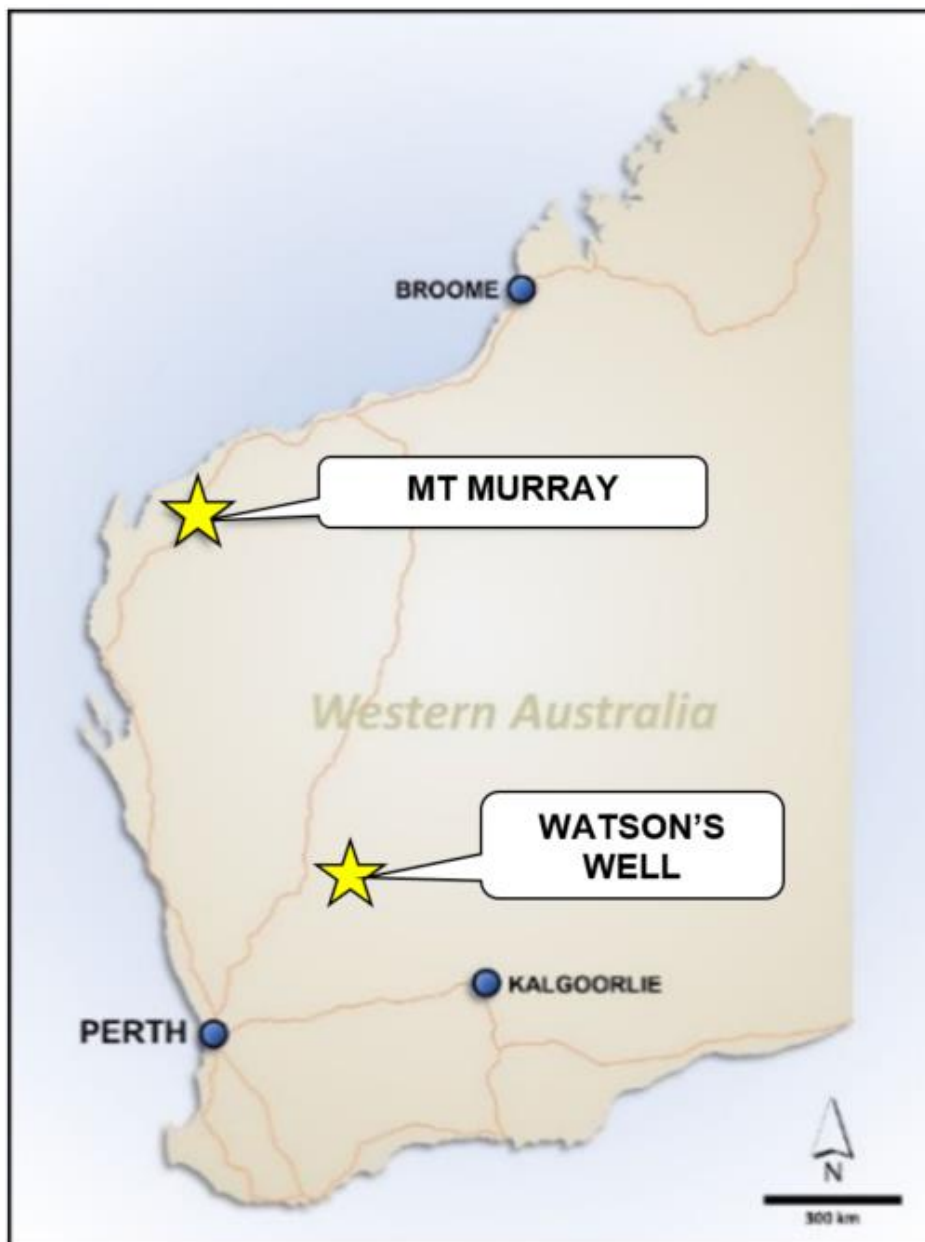 BROOME
MT MURRAY
Western Australia
WATSON'S
WELL
KALGOORLIE
PERTH
N
300 km